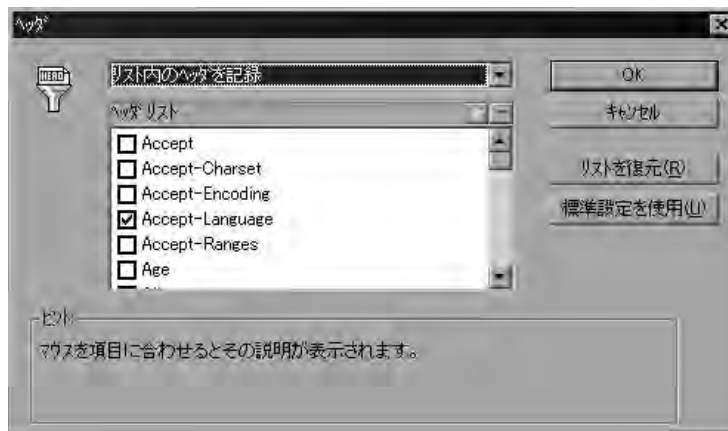 ヘッダ
HEAD
リスト内のヘッダを記録
OK
ヘッダ リスト
キャンセル
Accept
Accept-Charset
リストを復元(R)
Accept-Encoding
Accept-Language
標準設定を使用(U)
Accept-Ranges
Age
ヒント:
マウスを項目に合わせるとその説明が表示されます。